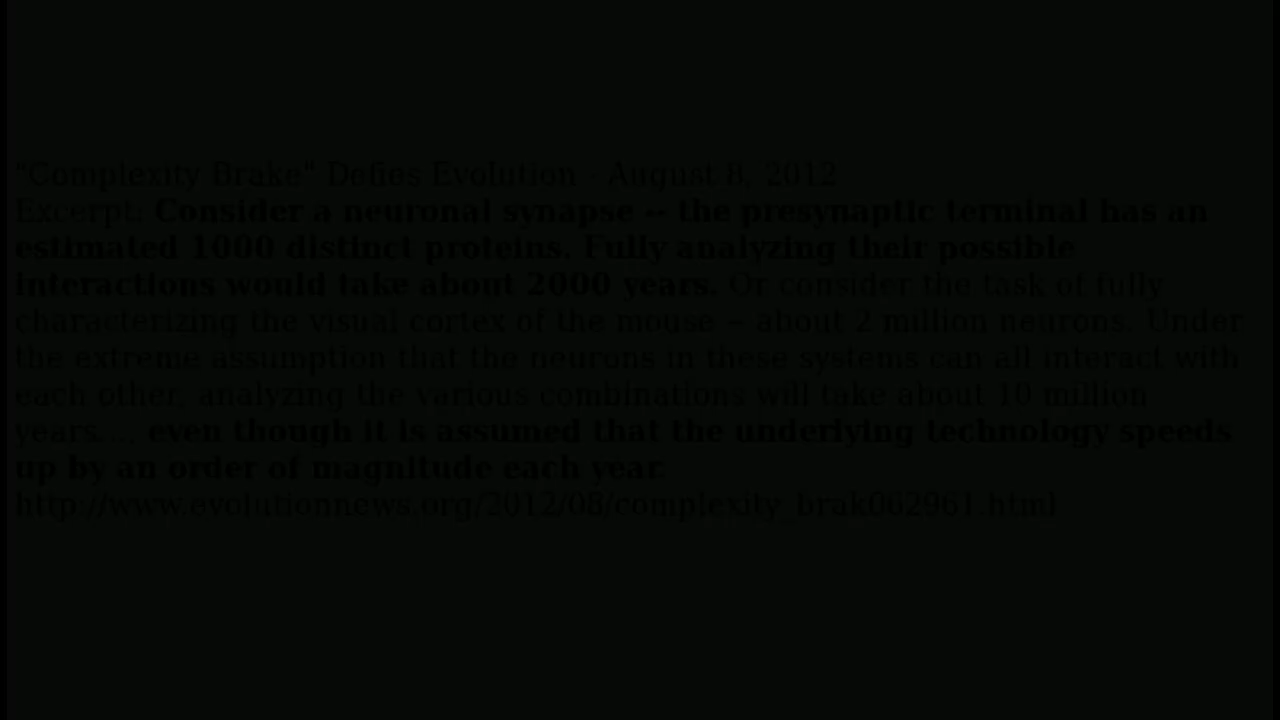 "Complexity Brake" Defies Evolution - August 8, 2012
Excerpt: Consider a neuronal synapse -- the presynaptic terminal has an
estimated 1000 distinct proteins. Fully analyzing their possible
interactions would take about 2000 years. Or consider the task of fully
characterizing the visual cortex of the mouse -- about 2 million neurons. Under
the extreme assumption that the neurons in these systems can all interact with
each other, analyzing the various combinations will take about 10 million
years..., even though it is assumed that the underlying technology speeds
up by an order of magnitude each year.
http://www.evolutionnews.org/2012/08/complexity_brak062961.html